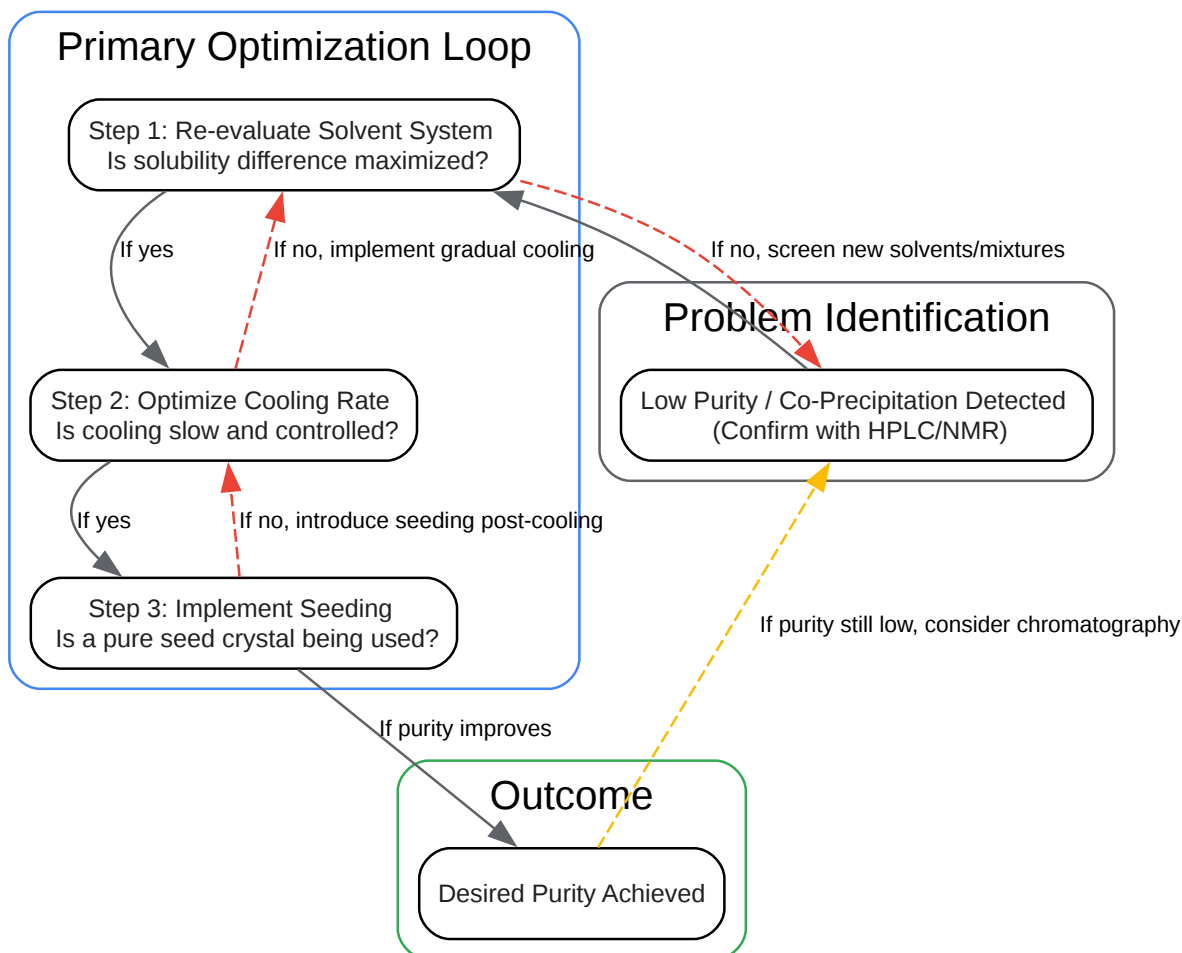 Primary Optimization Loop
Step 1: Re-evaluate Solvent System
Is solubility difference maximized?
If yes
If no, implement gradual cooling
If no, screen new solvents/mixtures
Problem Identification
Step 2: Optimize Cooling Rate
Is cooling slow and controlled?
Low Purity / Co-Precipitation Detected
(Confirm with HPLC/NMR)
If yes
If no, introduce seeding post-cooling
Step 3: Implement Seeding
Is a pure seed crystal being used?
If purity still low, consider chromatography
If purity improves
Outcome
Desired Purity Achieved